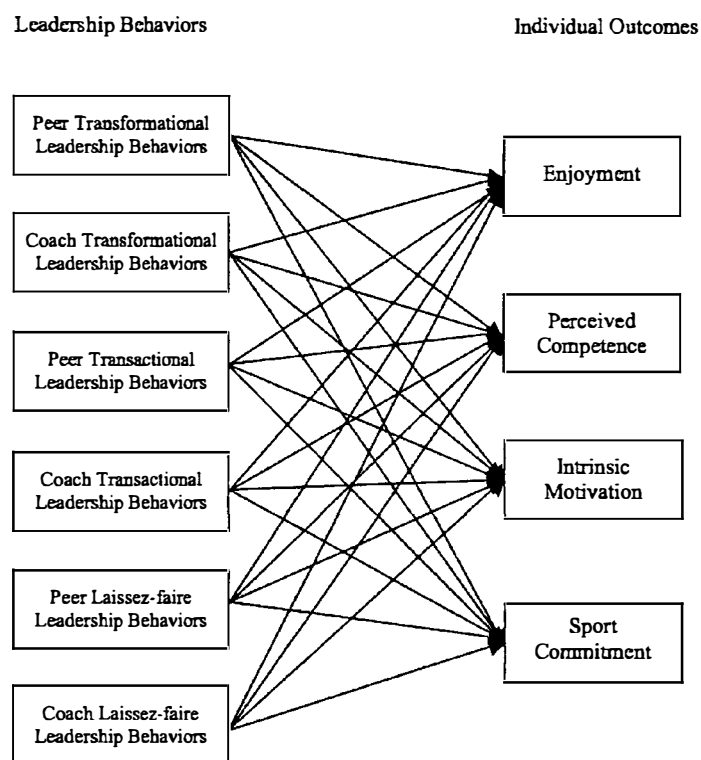 Leadership Behaviors
Individual Outcomes
Peer Transformational
Leadership Behaviors
Coach Transformational
Leadership Behaviors
Peer Transactional
Leadership Behaviors
Coach Transactional
Leadership Behaviors
Peer Laissez-faire
Leadership Behaviors
Coach Laissez-faire
Leadership Behaviors
Enjoyment
Perceived
Competence
Intrinsic
Motivation
Sport
Commitment